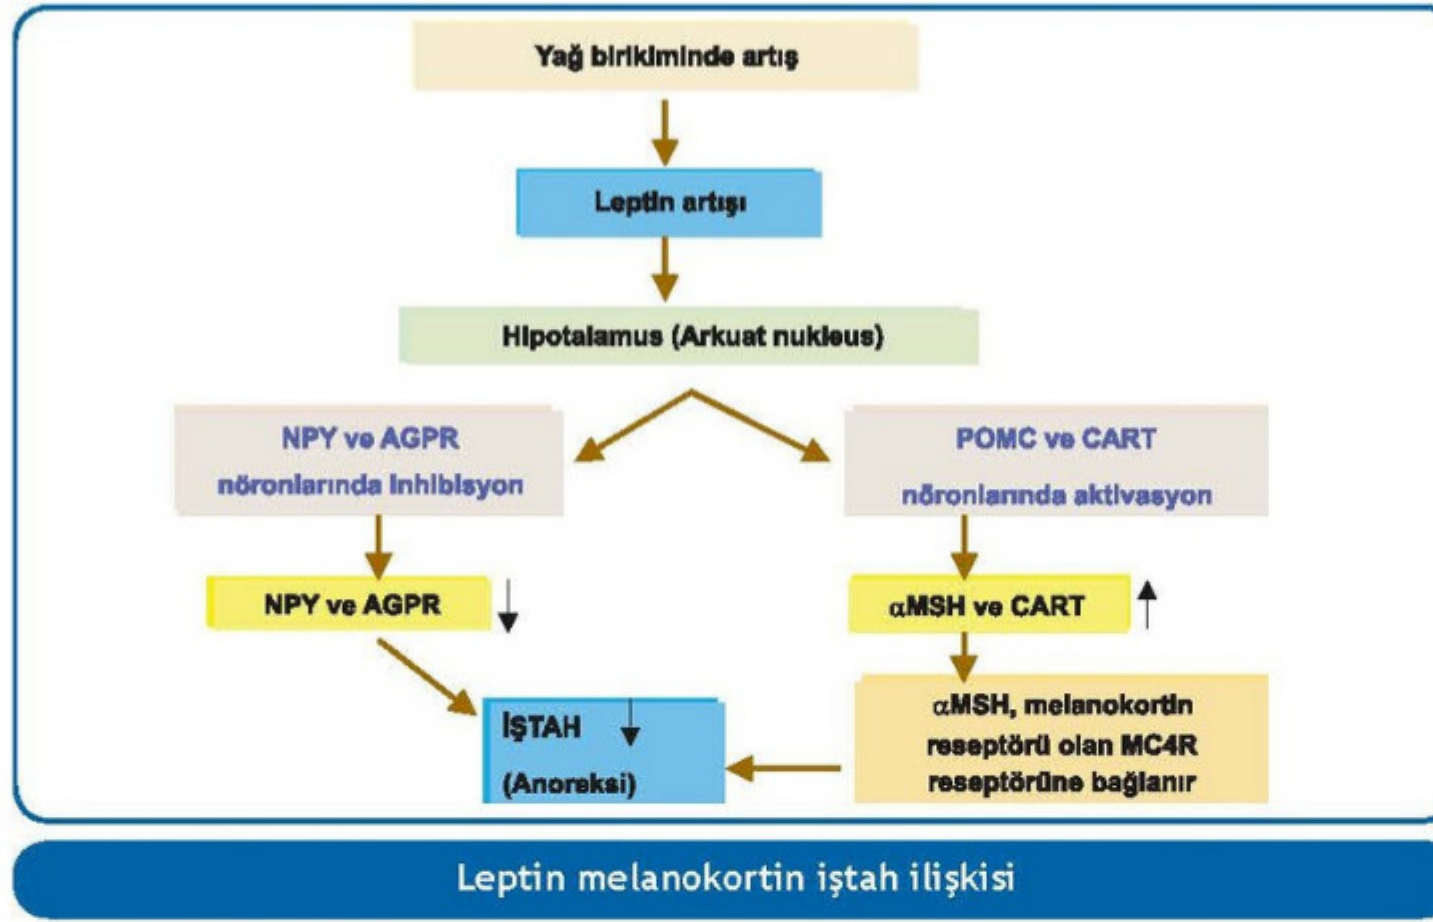 Yağ birikiminde artış
Leptin artışı
Hipotalamus (Arkuat nukleus)
NPY ve AGPR
nöronlarında inhibisyon
POMC ve CART
nöronlarında aktivasyon
NPY ve AGPR
αMSH ve CART
İŞTAH
(Anoreksi)
αMSH, melanokortin
reseptörü olan MC4R
reseptörüne bağlanır
Leptin melanokortin iştah ilişkisi